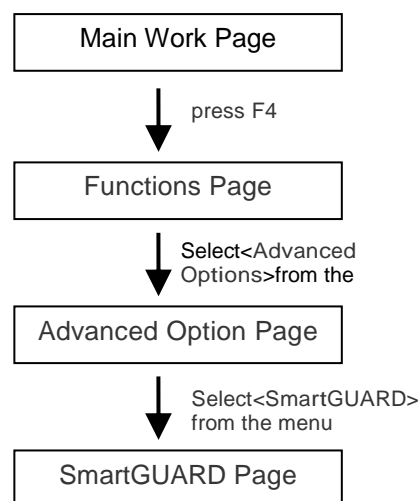 Main Work Page
press F4
Functions Page
Select<Advanced
Options>from the
Advanced Option Page
Select<SmartGUARD>
from the menu
SmartGUARD Page